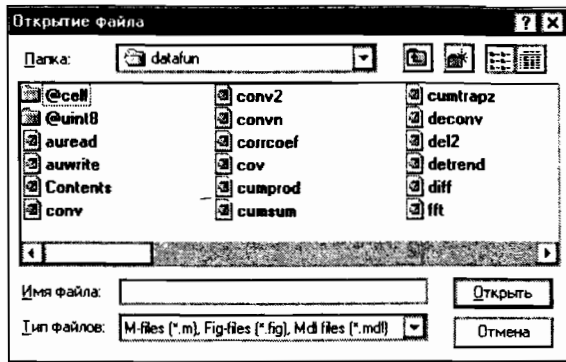 Открытие файла
Папка: datafun
@cell conv2 cumtrapz
@uint8 convn deconv
auread corrcoef del2
auwrite cov detrend
Contents cumprod diff
conv cumsum fft
Имя файла: Открыть
Тип файлов: M-files (*.m), Fig-files (*.fig), Mdl files (*.mdl) Отмена